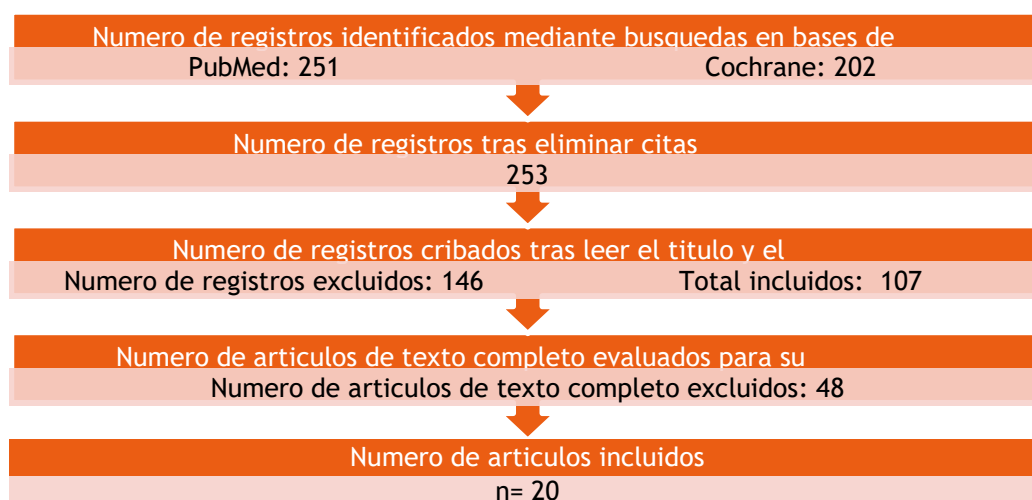 Numero de registros identificados mediante busquedas en bases de
PubMed: 251 Cochrane: 202
Numero de registros tras eliminar citas
253
Numero de registros cribados tras leer el titulo y el
Numero de registros excluidos: 146 Total incluidos: 107
Numero de articulos de texto completo evaluados para su
Numero de articulos de texto completo excluidos: 48
Numero de articulos incluidos
n= 20